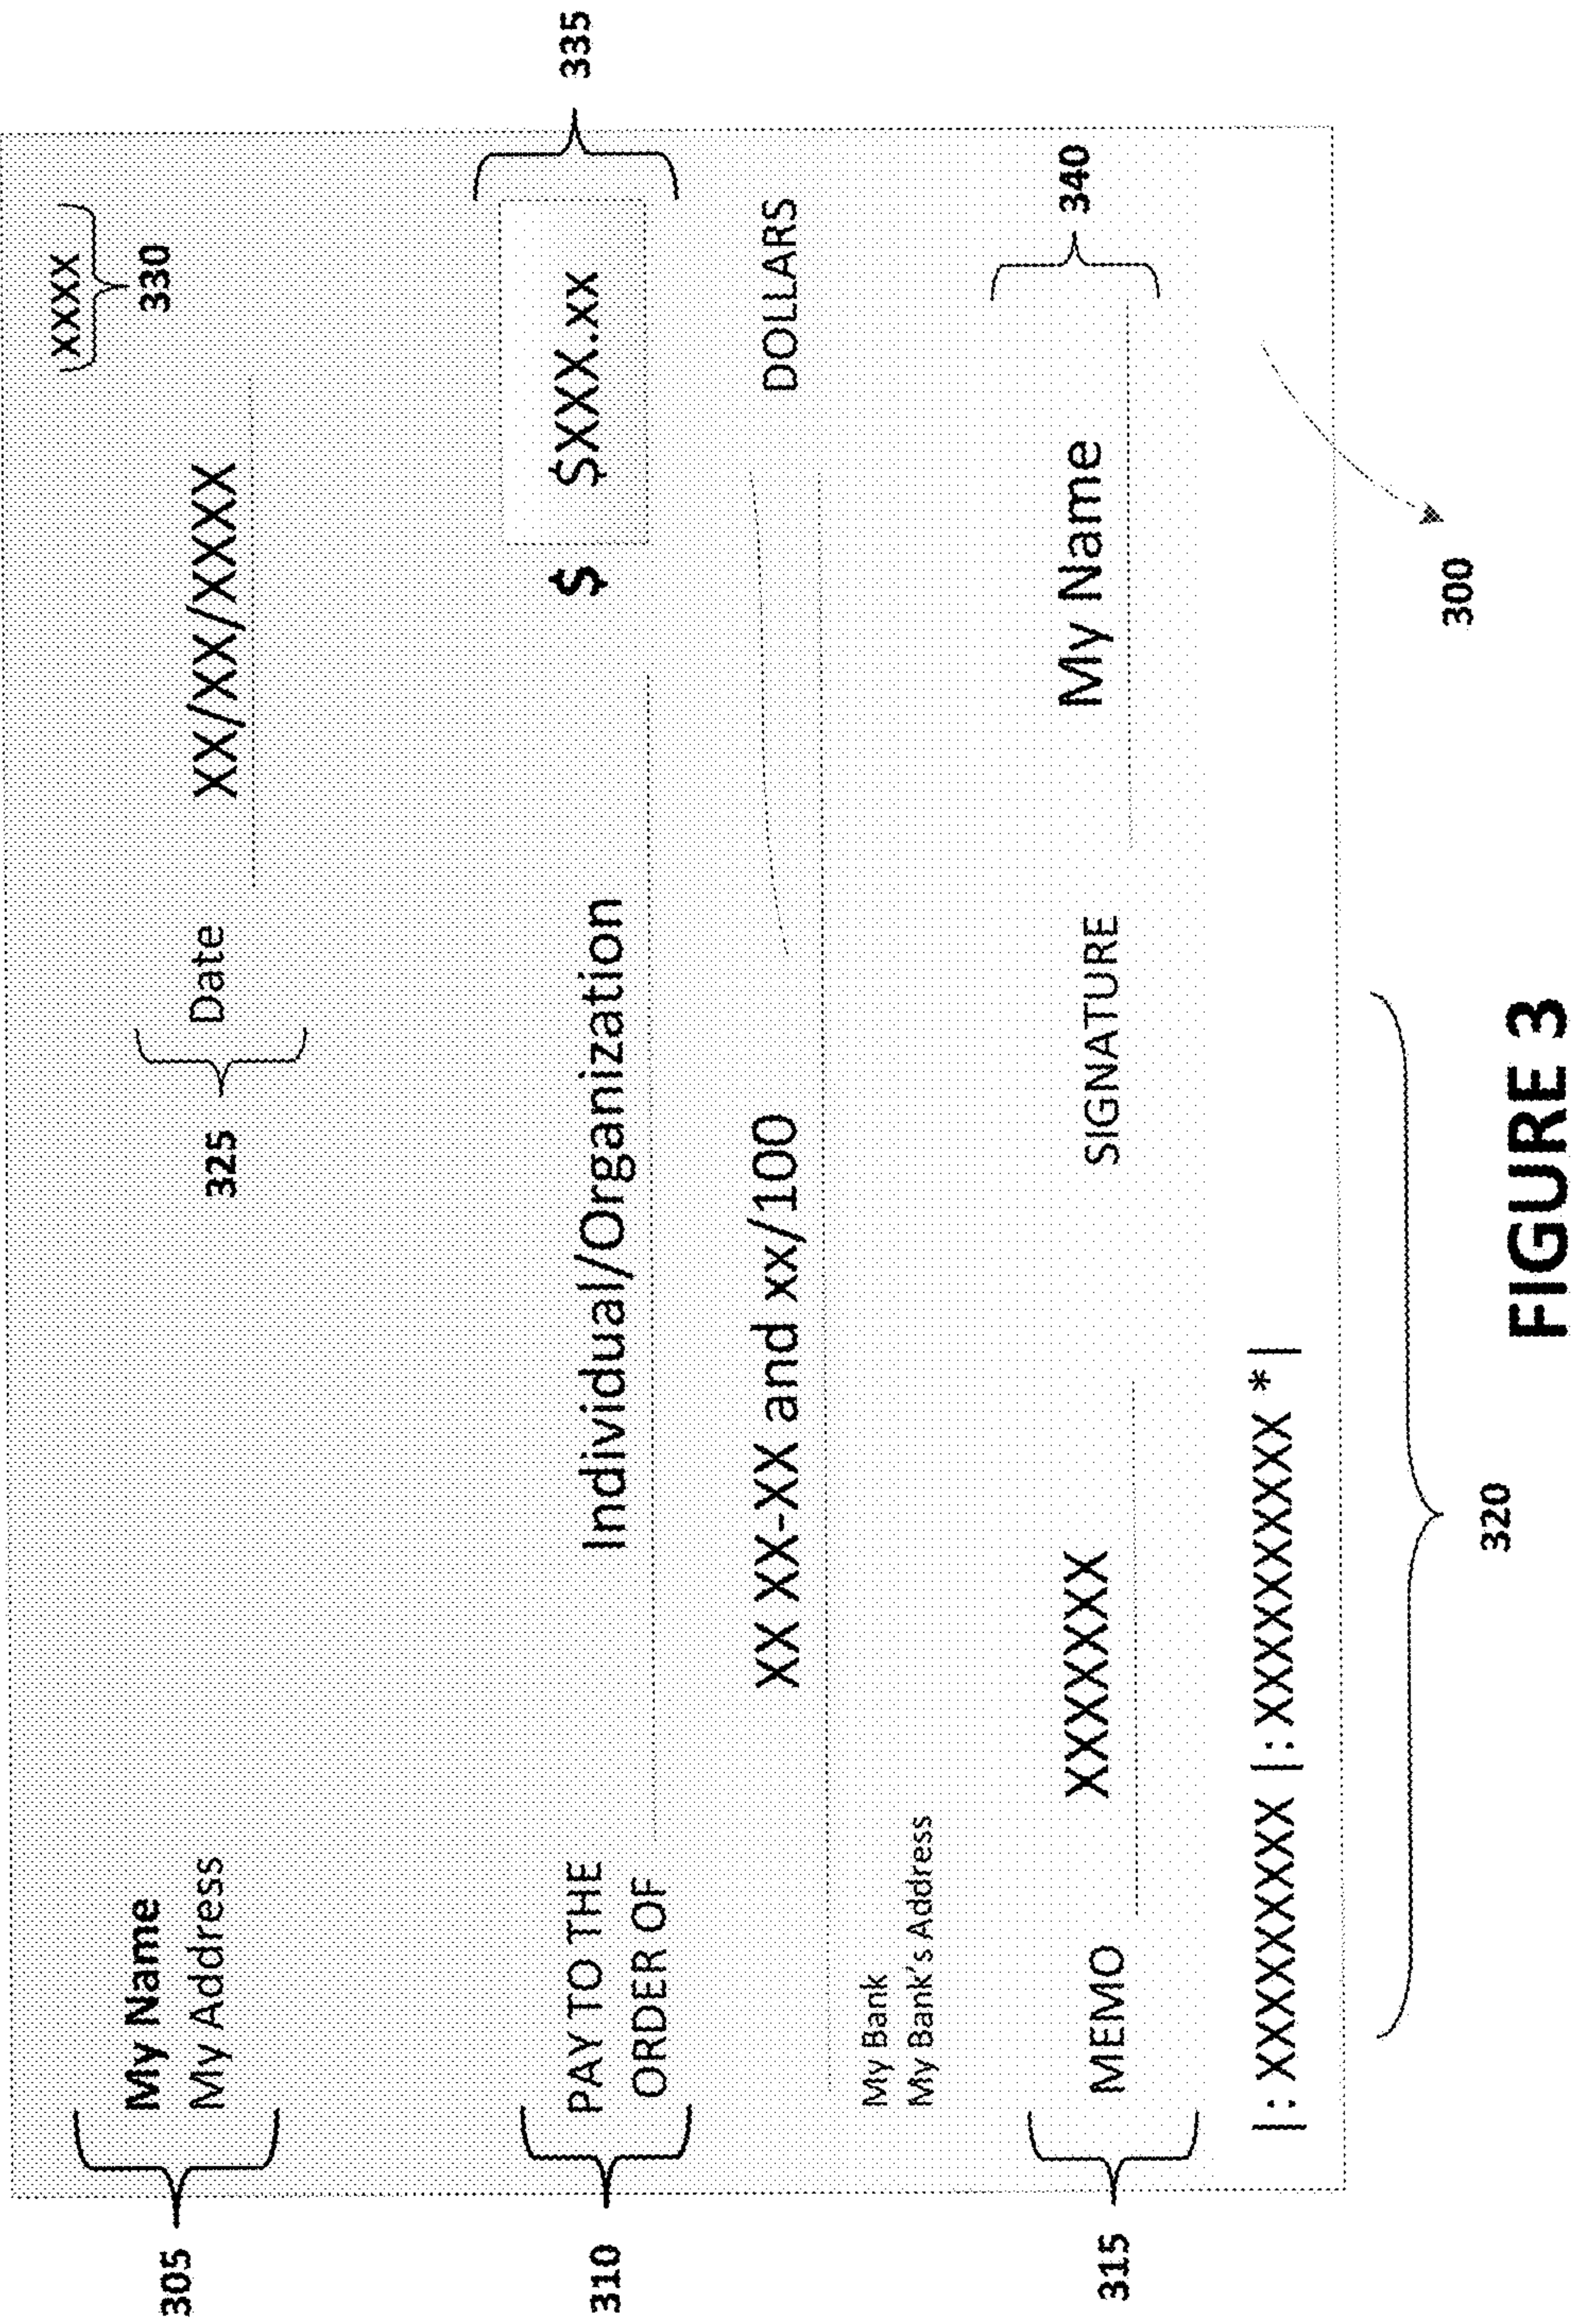 XXXX
330
305
My Name
My Address
325
Date
XX/XX/XXXX
310
PAY TO THE
ORDER OF
Individual/Organization
$
$XXX.xx
335
XX XX-XX and xx/100
DOLLARS
My Bank
My Bank's Address
315
MEMO
XXXXXXX
SIGNATURE
My Name
340
|: XXXXXXXXX |: XXXXXXXXX *|
320
300
FIGURE 3